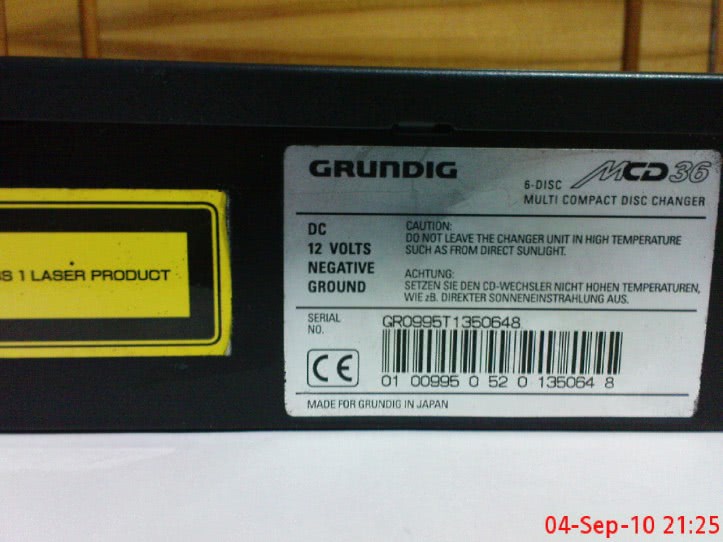 GRUNDIG
6-DISC MCD 36
MULTI COMPACT DISC CHANGER
DC
12 VOLTS
NEGATIVE
GROUND
CAUTION:
DO NOT LEAVE THE CHANGER UNIT IN HIGH TEMPERATURE
SUCH AS FROM DIRECT SUNLIGHT.
ACHTUNG:
SETZEN SIE DEN CD-WECHSLER NICHT HOHEN TEMPERATUREN,
WIE zB. DIREKTER SONNENEINSTRAHLUNG AUS.
SERIAL
NO.
GR0995T1350648
CE
01 00995 0 52 0 135064 8
MADE FOR GRUNDIG IN JAPAN
1 LASER PRODUCT
04-Sep-10 21:25